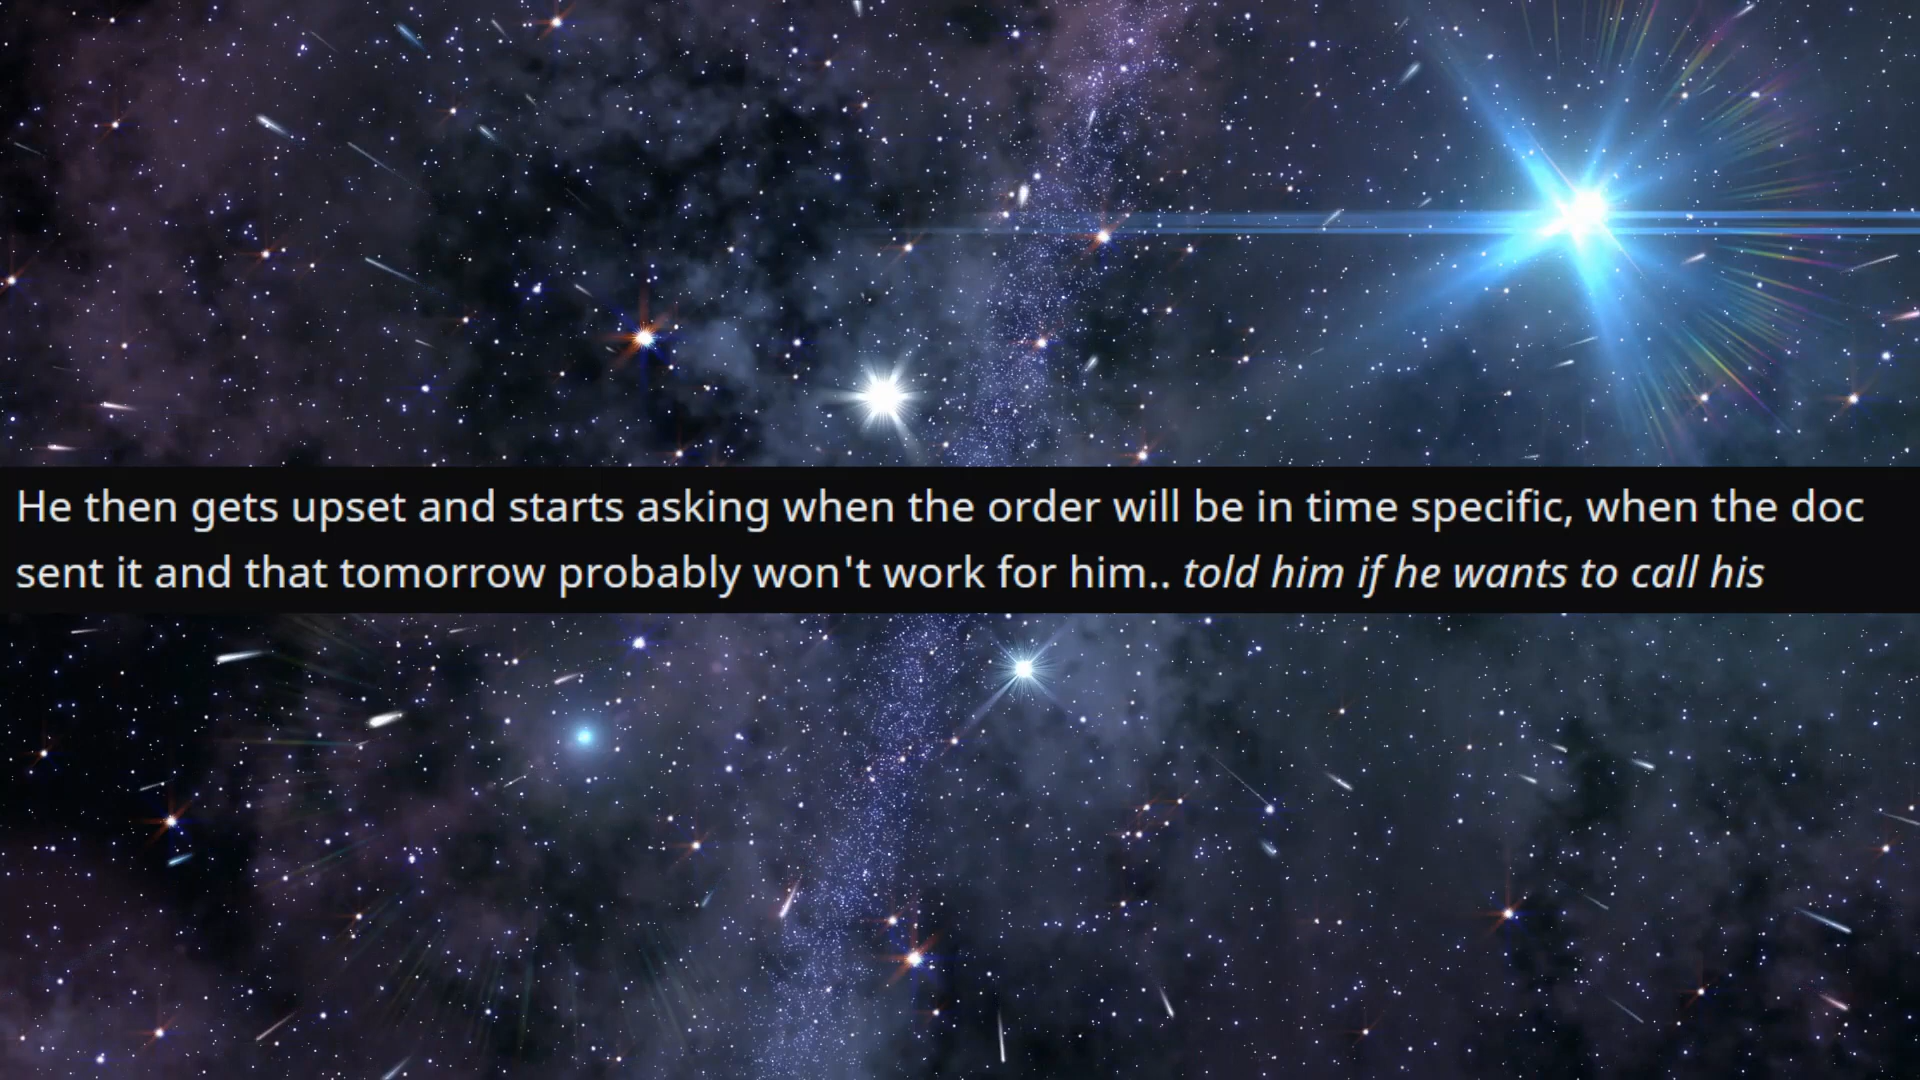 He then gets upset and starts asking when the order will be in time specific, when the doc
sent it and that tomorrow probably won't work for him.. told him if he wants to call his